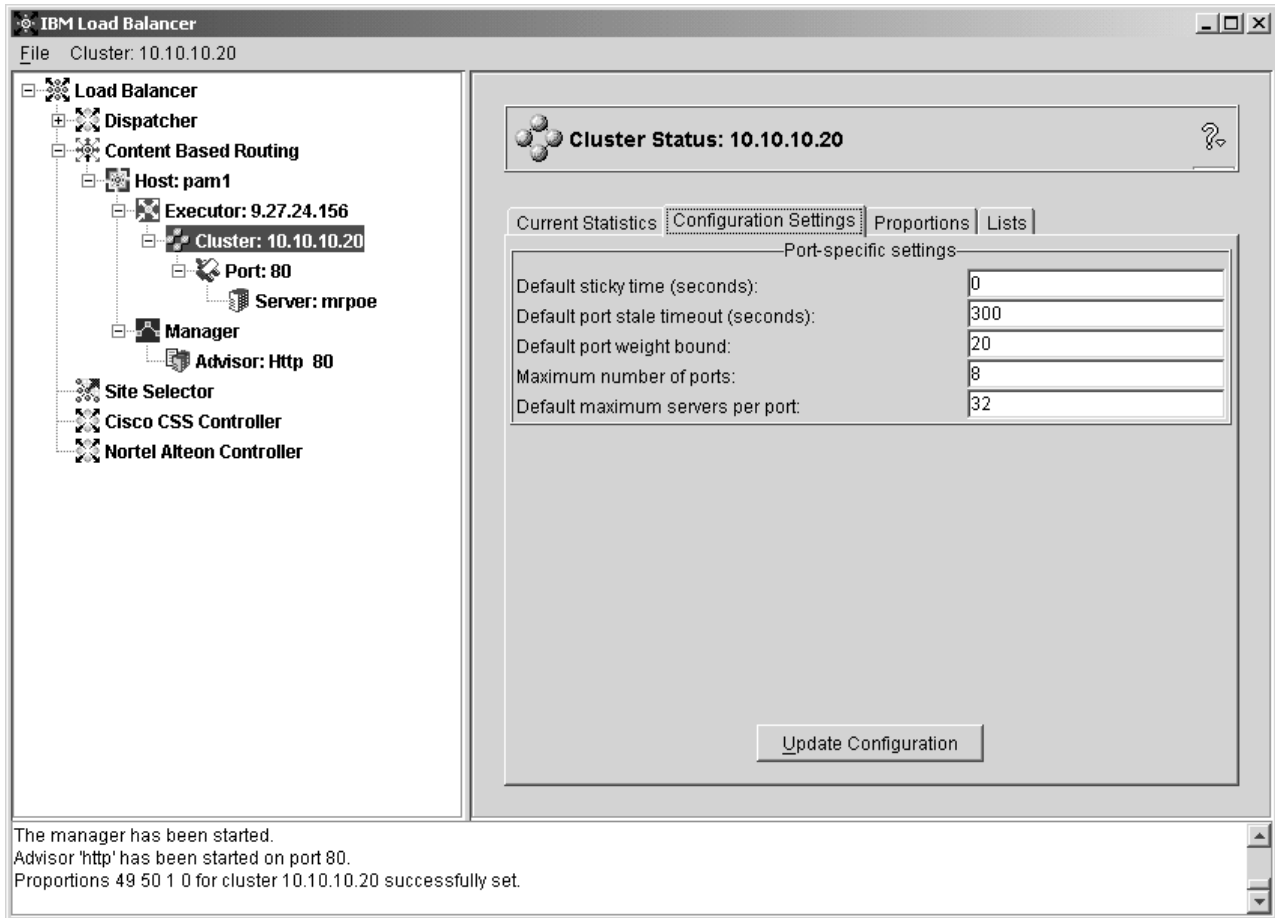 IBM Load Balancer
File Cluster: 10.10.10.20
Load Balancer
Dispatcher
Content Based Routing
Host: pam1
Executor: 9.27.24.156
Cluster: 10.10.10.20
Port: 80
Server: mrpoe
Manager
Advisor: Http 80
Site Selector
Cisco CSS Controller
Nortel Alteon Controller
Cluster Status: 10.10.10.20
?
Current Statistics Configuration Settings Proportions Lists
Port-specific settings
Default sticky time (seconds): 0
Default port stale timeout (seconds): 300
Default port weight bound: 20
Maximum number of ports: 8
Default maximum servers per port: 32
Update Configuration
The manager has been started.
Advisor 'http' has been started on port 80.
Proportions 49 50 1 0 for cluster 10.10.10.20 successfully set.